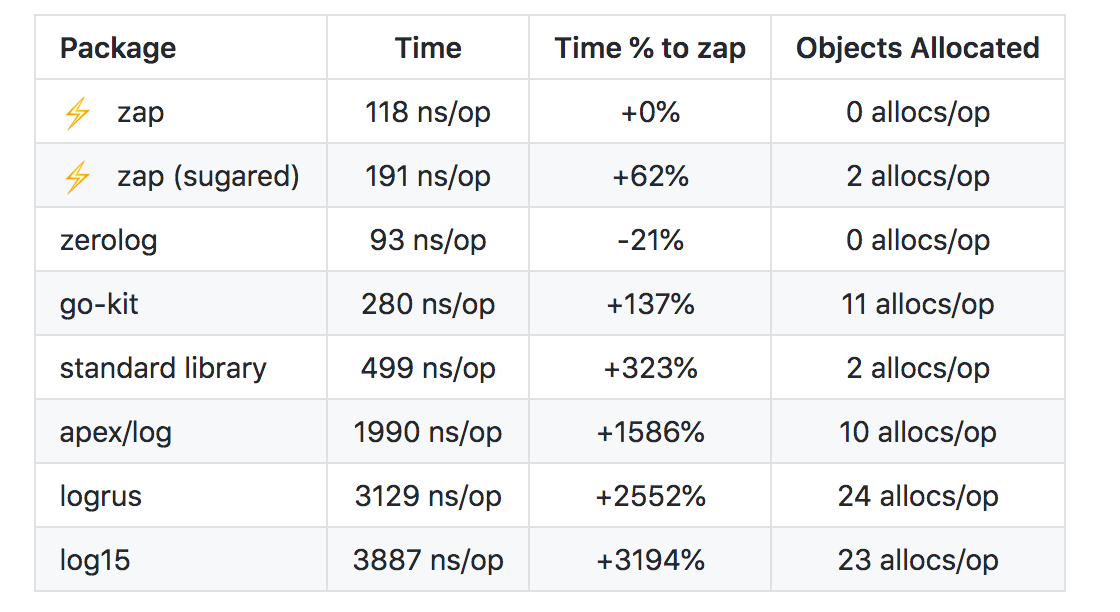 Package Time Time % to zap Objects Allocated
⚡ zap 118 ns/op +0% 0 allocs/op
⚡ zap (sugared) 191 ns/op +62% 2 allocs/op
zerolog 93 ns/op -21% 0 allocs/op
go-kit 280 ns/op +137% 11 allocs/op
standard library 499 ns/op +323% 2 allocs/op
apex/log 1990 ns/op +1586% 10 allocs/op
logrus 3129 ns/op +2552% 24 allocs/op
log15 3887 ns/op +3194% 23 allocs/op